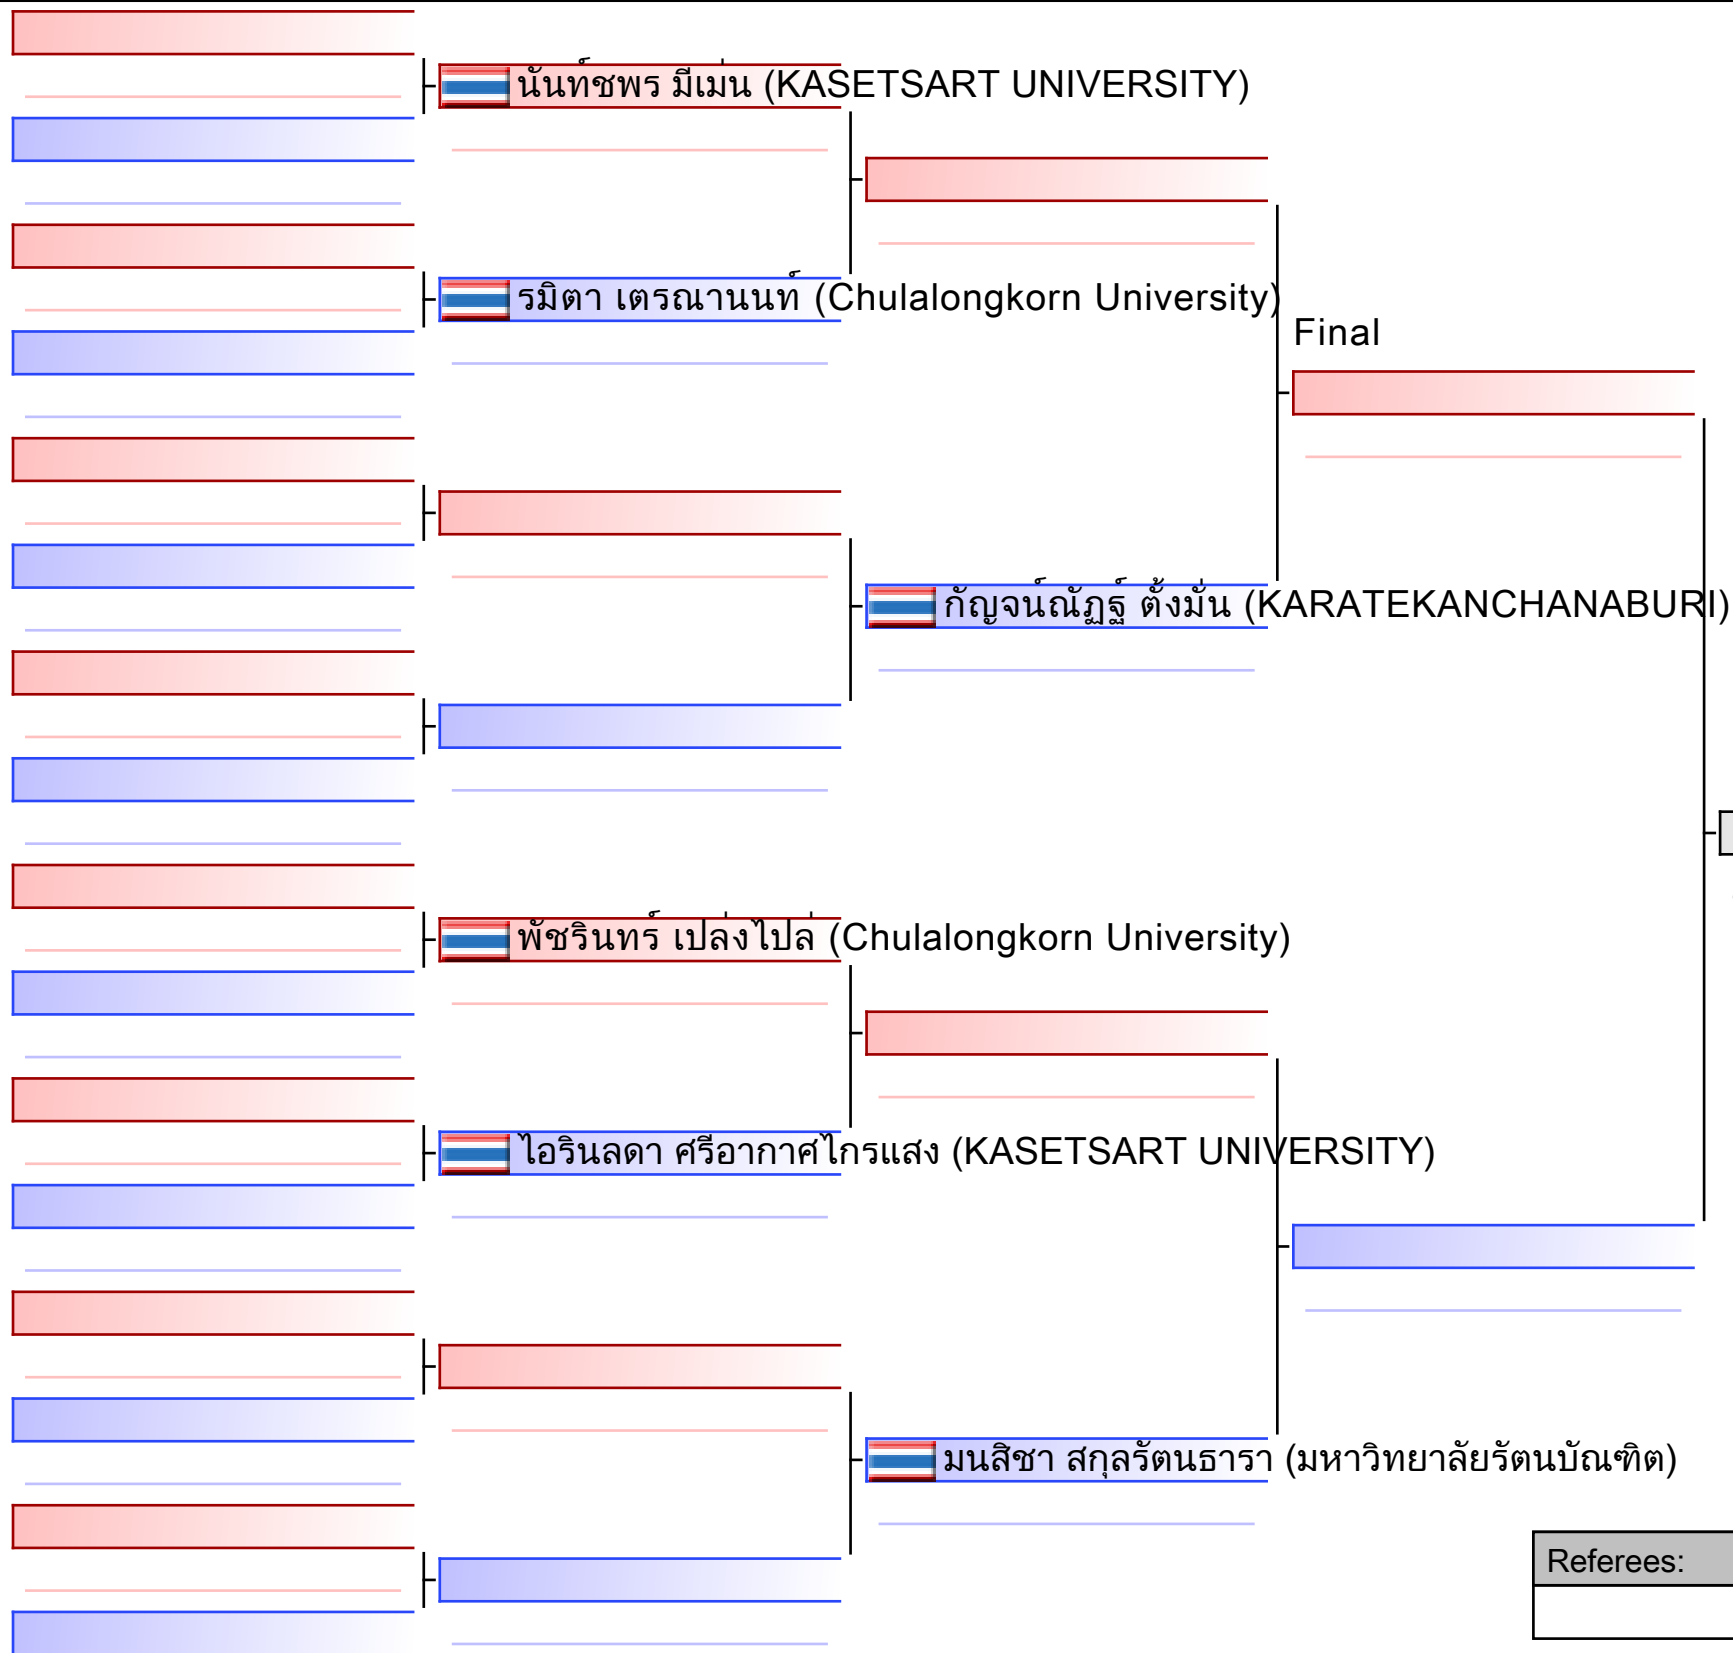 นันท์ชพร มีเม่น (KASETSART UNIVERSITY)
รมิตา เตรณานนท์ (Chulalongkorn University)
Final
กัญจน์ณัฏฐ์ ตั้งมั่น (KARATEKANCHANABURI)
พัชรินทร์ เปล่งไปล่ (Chulalongkorn University)
ไอรินลดา ศรีอากาศไกรแสง (KASETSART UNIVERSITY)
มนสิชา สกุลรัตนธารา (มหาวิทยาลัยรัตนบัณฑิต)
Referees: